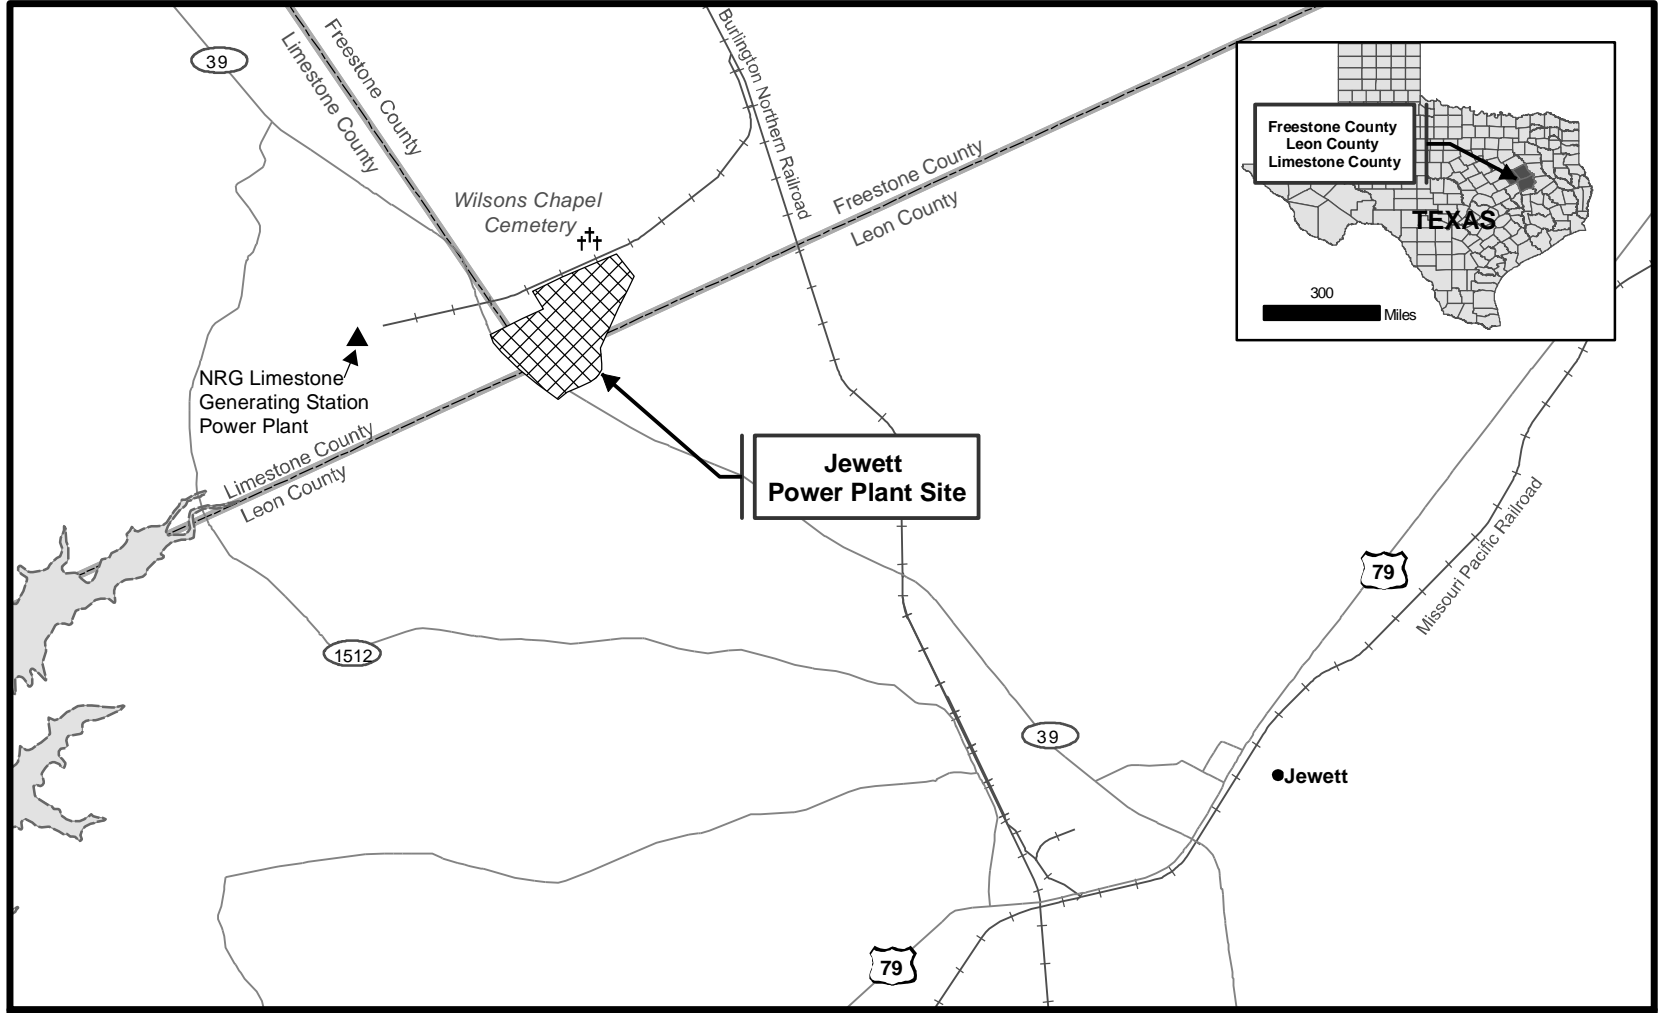 39
Freestone County
Limestone County
Burlington Northern Railroad
Freestone County
Leon County
Wilsons Chapel
Cemetery
Freestone County
Leon County
Limestone County
TEXAS
300
Miles
NRG Limestone
Generating Station
Power Plant
Limestone County
Leon County
Jewett
Power Plant Site
79
Missouri Pacific Railroad
1512
39
Jewett
79